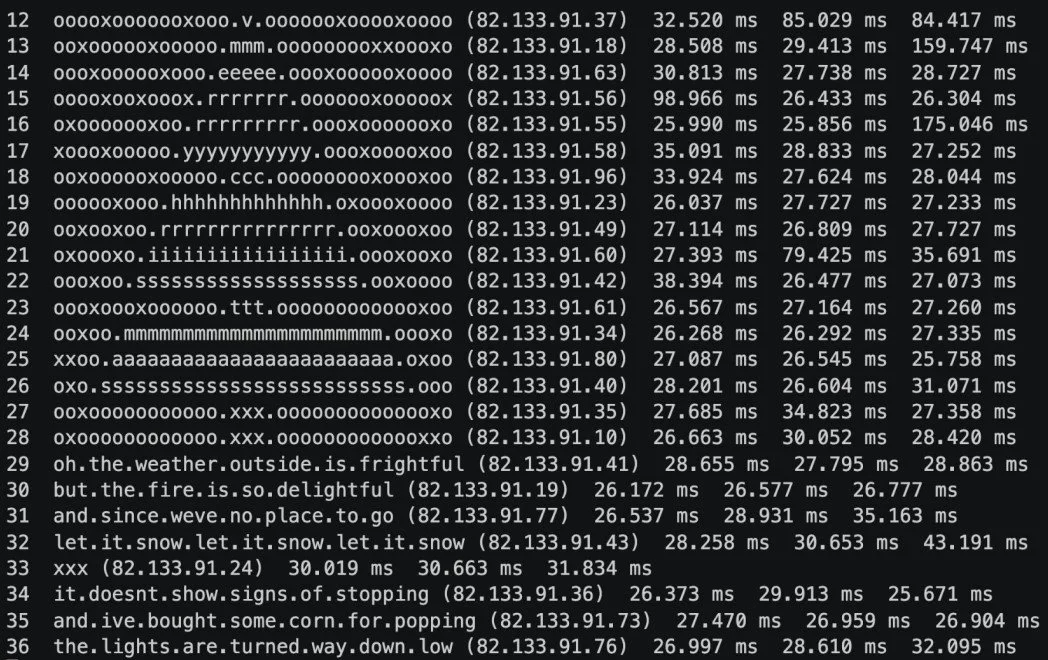 12  ooooxooooooxooo.v.ooooooxoooxoooo (82.133.91.37)  32.520 ms  85.029 ms  84.417 ms
13  ooxoooooxooooo.mmm.ooooooooxxoooxo (82.133.91.18)  28.508 ms  29.413 ms  159.747 ms
14  oooxoooooxooo.eeeee.oooxoooooxoooo (82.133.91.63)  30.813 ms  27.738 ms  28.727 ms
15  ooooxooxooox.rrrrrrr.ooooooxooooox (82.133.91.56)  98.966 ms  26.433 ms  26.304 ms
16  oxooooooxoo.rrrrrrrrr.oooxooooooxo (82.133.91.55)  25.990 ms  25.856 ms  175.046 ms
17  xoooxooooo.yyyyyyyyyyy.oooxooooxoo (82.133.91.58)  35.091 ms  28.833 ms  27.252 ms
18  ooxooooooxooooo.ccc.ooooooooxoooxoo (82.133.91.96)  33.924 ms  27.624 ms  28.044 ms
19  oooooxooo.hhhhhhhhhhhhh.oxoooxoooo (82.133.91.23)  26.037 ms  27.727 ms  27.233 ms
20  ooxooxoo.rrrrrrrrrrrrrrr.ooxoooxoo (82.133.91.49)  27.114 ms  26.809 ms  27.727 ms
21  oxoooxo.iiiiiiiiiiiiiiiii.oooxooxo (82.133.91.60)  27.393 ms  79.425 ms  35.691 ms
22  oooxoo.sssssssssssssssssss.ooxoooo (82.133.91.42)  38.394 ms  26.477 ms  27.073 ms
23  oooxoooxoooooo.ttt.ooooooooooooxoo (82.133.91.61)  26.567 ms  27.164 ms  27.260 ms
24  ooxoo.mmmmmmmmmmmmmmmmmmmmmm.oooxo (82.133.91.34)  26.268 ms  26.292 ms  27.335 ms
25  xxoo.aaaaaaaaaaaaaaaaaaaaaaaa.oxoo (82.133.91.80)  27.087 ms  26.545 ms  25.758 ms
26  oxo.ssssssssssssssssssssssssss.ooo (82.133.91.40)  28.201 ms  26.604 ms  31.071 ms
27  ooxooooooooooo.xxx.ooooooooooooxo (82.133.91.35)  27.685 ms  34.823 ms  27.358 ms
28  oxoooooooooooo.xxx.ooooooooooooxxo (82.133.91.10)  26.663 ms  30.052 ms  28.420 ms
29  oh.the.weather.outside.is.frightful (82.133.91.41)  28.655 ms  27.795 ms  28.863 ms
30  but.the.fire.is.so.delightful (82.133.91.19)  26.172 ms  26.577 ms  26.777 ms
31  and.since.weve.no.place.to.go (82.133.91.77)  26.537 ms  28.931 ms  35.163 ms
32  let.it.snow.let.it.snow.let.it.snow (82.133.91.43)  28.258 ms  30.653 ms  43.191 ms
33  xxx (82.133.91.24)  30.019 ms  30.663 ms  31.834 ms
34  it.doesnt.show.signs.of.stopping (82.133.91.36)  26.373 ms  29.913 ms  25.671 ms
35  and.ive.bought.some.corn.for.popping (82.133.91.73)  27.470 ms  26.959 ms  26.904 ms
36  the.lights.are.turned.way.down.low (82.133.91.76)  26.997 ms  28.610 ms  32.095 ms